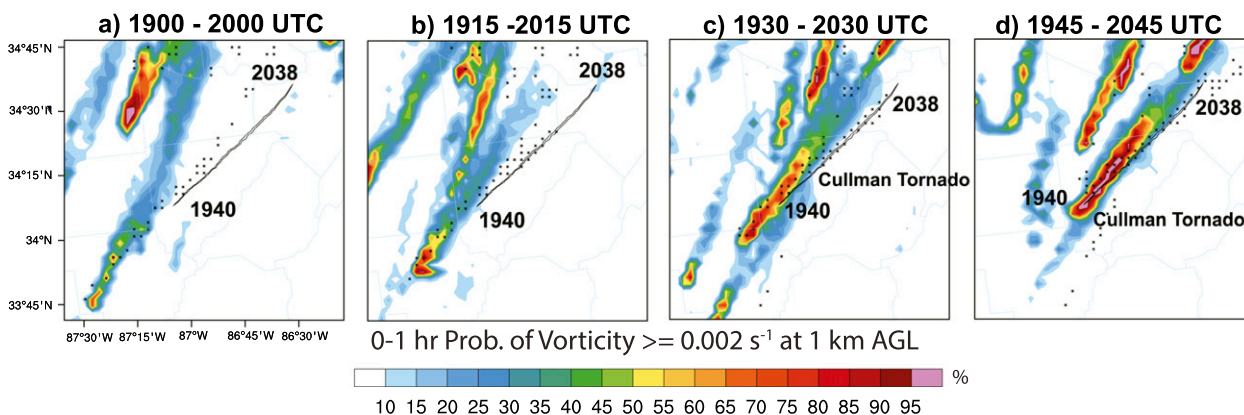 a) 1900 - 2000 UTC
b) 1915 -2015 UTC
c) 1930 - 2030 UTC
d) 1945 - 2045 UTC
34°45'N
34°30'N
34°15'N
34°N
33°45'N
87°30'W 87°15'W 87°W 86°45'W 86°30'W
2038
1940
2038
1940
2038
Cullman Tornado
1940
2038
1940
Cullman Tornado
0-1 hr Prob. of Vorticity >= 0.002 s⁻¹ at 1 km AGL
%
10 15 20 25 30 35 40 45 50 55 60 65 70 75 80 85 90 95